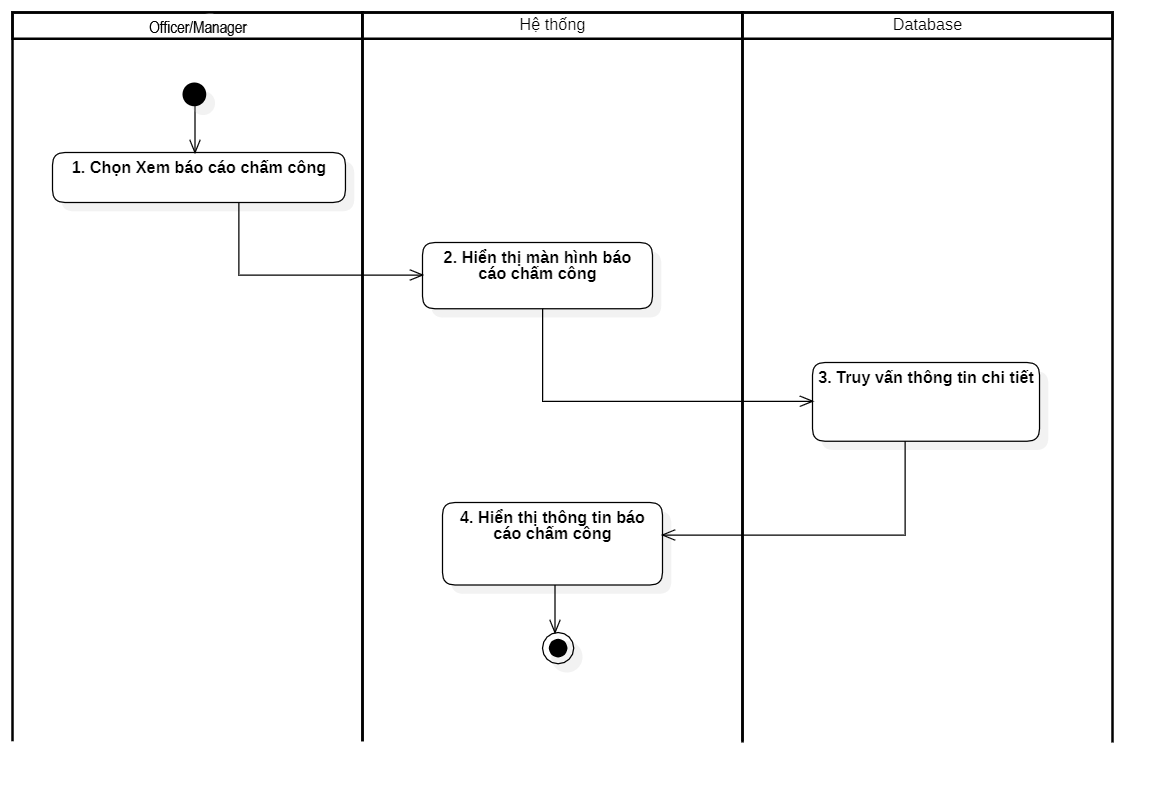 Officer/Manager
Hệ thống
Database
1. Chọn Xem báo cáo chấm công
2. Hiển thị màn hình báo
cáo chấm công
3. Truy vấn thông tin chi tiết
4. Hiển thị thông tin báo
cáo chấm công